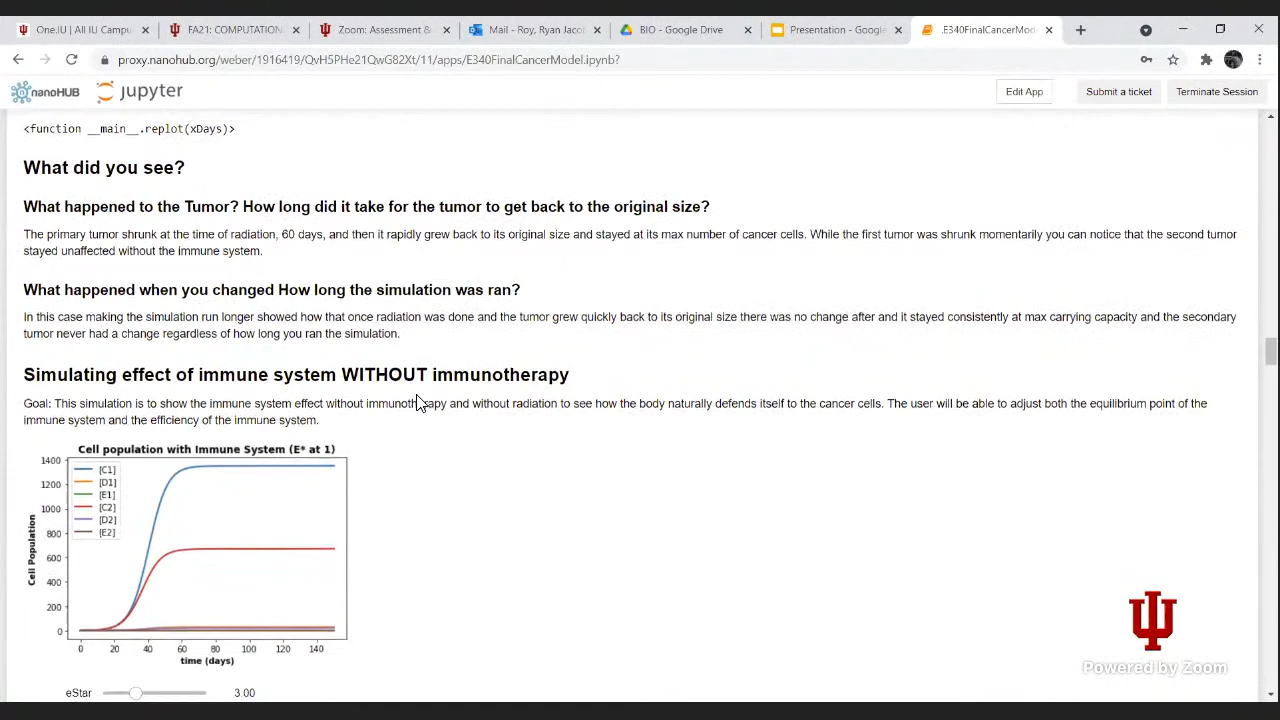 One.IU | All IU Campu
FA21: COMPUTATION
Zoom: Assessment &
Mail - Roy, Ryan Jacob
BIO - Google Drive
Presentation - Google
.E340FinalCancerMod
proxy.nanohub.org/weber/1916419/QvH5PHe21QwG82Xt/11/apps/E340FinalCancerModel.ipynb?
nanoHUB
jupyter
Edit App
Submit a ticket
Terminate Session
<function __main__.replot(xDays)>
What did you see?
What happened to the Tumor? How long did it take for the tumor to get back to the original size?
The primary tumor shrunk at the time of radiation, 60 days, and then it rapidly grew back to its original size and stayed at its max number of cancer cells. While the first tumor was shrunk momentarily you can notice that the second tumor
stayed unaffected without the immune system.
What happened when you changed How long the simulation was ran?
In this case making the simulation run longer showed how that once radiation was done and the tumor grew quickly back to its original size there was no change after and it stayed consistently at max carrying capacity and the secondary
tumor never had a change regardless of how long you ran the simulation.
Simulating effect of immune system WITHOUT immunotherapy
Goal: This simulation is to show the immune system effect without immunotherapy and without radiation to see how the body naturally defends itself to the cancer cells. The user will be able to adjust both the equilibrium point of the
immune system and the efficiency of the immune system.
Cell population with Immune System (E* at 1)
1400
1200
1000
800
600
400
200
0
Cell Population
[C1]
[D1]
[E1]
[C2]
[D2]
[E2]
0 20 40 60 80 100 120 140
time (days)
eStar 3.00
Powered by Zoom